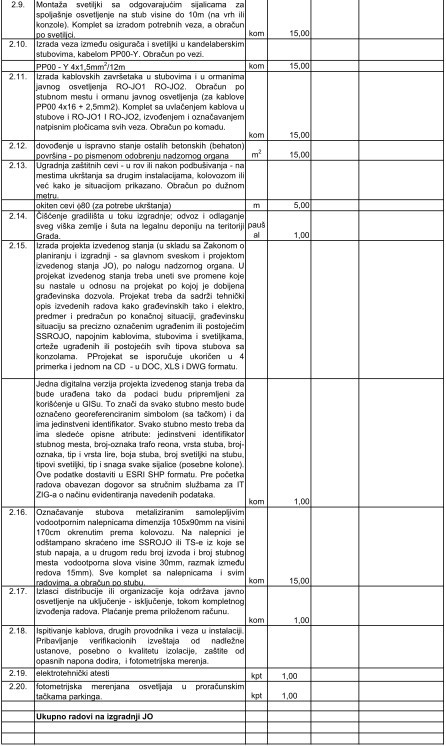 2.9. Montaža svetiljki sa odgovarajućim sijalicama za
spoljašnje osvetljenje na stub visine do 10m (na vrh ili
konzole). Komplet sa izradom potrebnih veza, a obračun
po svetiljci. kom 15,00
2.10. Izrada veza između osigurača i svetiljki u kandelaberskim
stubovima, kabelom PP00-Y. Obračun po vezi.
PP00 - Y 4x1,5mm²/12m kom 15,00
2.11. Izrada kablovskih završetaka u stubovima i u ormanima
javnog osvetljenja RO-JO1 RO-JO2. Obračun po
stubnom mestu i ormanu javnog osvetljenja (za kablove
PP00 4x16 + 2,5mm2). Komplet sa uvlačenjem kablova u
stubove i RO-JO1 I RO-JO2, izvođenjem i označavanjem
natpisnim pločicama svih veza. Obračun po komadu.
kom 15,00
2.12. dovođenje u ispravno stanje ostalih betonskih (behaton)
površina - po pismenom odobrenju nadzornog organa m² 15,00
2.13. Ugradnja zaštitnih cevi - u rov ili nakon podbušivanja - na
mestima ukrštanja sa drugim instalacijama, kolovozom ili
već kako je situacijom prikazano. Obračun po dužnom
metru.
okiten cevi ϕ80 (za potrebe ukrštanja) m 5,00
2.14. Čišćenje gradilišta u toku izgradnje; odvoz i odlaganje
sveg viška zemlje i šuta na legalnu deponiju na teritoriji pauš
Grada. al 1,00
2.15. Izrada projekta izvedenog stanja (u skladu sa Zakonom o
planiranju i izgradnji - sa glavnom sveskom i projektom
izvedenog stanja JO), po nalogu nadzornog organa. U
projekat izvedenog stanja treba uneti sve promene koje
su nastale u odnosu na projekat po kojoj je dobijena
građevinska dozvola. Projekat treba da sadrži tehnički
opis izvedenih radova kako građevinskih tako i elektro,
predmer i predračun po konačnoj situaciji, građevinsku
situaciju sa precizno označenim ugrađenim ili postojećim
SSROJO, napojnim kablovima, stubovima i svetiljkama,
crteže ugrađenih ili postojećih svih tipova stubova sa
konzolama. PProjekat se isporučuje ukoričen u 4
primerka i jednom na CD - u DOC, XLS i DWG formatu.
Jedna digitalna verzija projekta izvedenog stanja treba da
bude urađena tako da podaci budu pripremljeni za
korišćenje u GISu. To znači da svako stubno mesto bude
označeno georeferenciranim simbolom (sa tačkom) i da
ima jedinstveni identifikator. Svako stubno mesto treba da
ima sledeće opisne atribute: jedinstveni identifikator
stubnog mesta, broj-oznaka trafo reona, vrsta stuba, broj-
oznaka, tip i vrsta lire, boja stuba, broj svetiljki na stubu,
tipovi svetiljki, tip i snaga svake sijalice (posebne kolone).
Ove podatke dostaviti u ESRI SHP formatu. Pre početka
radova obavezan dogovor sa stručnim službama za IT
ZIG-a o načinu evidentiranja navedenih podataka. kom 1,00
2.16. Označavanje stubova metaliziranim samolepljivim
vodootpornim nalepnicama dimenzija 105x90mm na visini
170cm okrenutim prema kolovozu. Na nalepnici je
odštampano skraćeno ime SSROJO ili TS-e iz koje se
stub napaja, a u drugom redu broj izvoda i broj stubnog
mesta vodootporna slova visine 30mm, razmak između
redova 15mm). Sve komplet sa nalepnicama i svim
radovima, a obračun po stubu. kom 15,00
2.17. Izlasci distribucije ili organizacije koja održava javno
osvetljenje na uključenje - isključenje, tokom kompletnog
izvođenja radova. Plaćanje prema priloženom računu.
kom 1,00
2.18. Ispitivanje kablova, drugih provodnika i veza u instalaciji.
Pribavljanje verifikacionih izveštaja od nadležne
ustanove, posebno o kvalitetu izolacije, zaštite od
opasnih napona dodira, i fotometrijska merenja.
2.19. elektrotehnički atesti kpt 1,00
2.20. fotometrijska merenjana osvetljaja u proračunskim
tačkama parkinga. kpt 1,00
Ukupno radovi na izgradnji JO